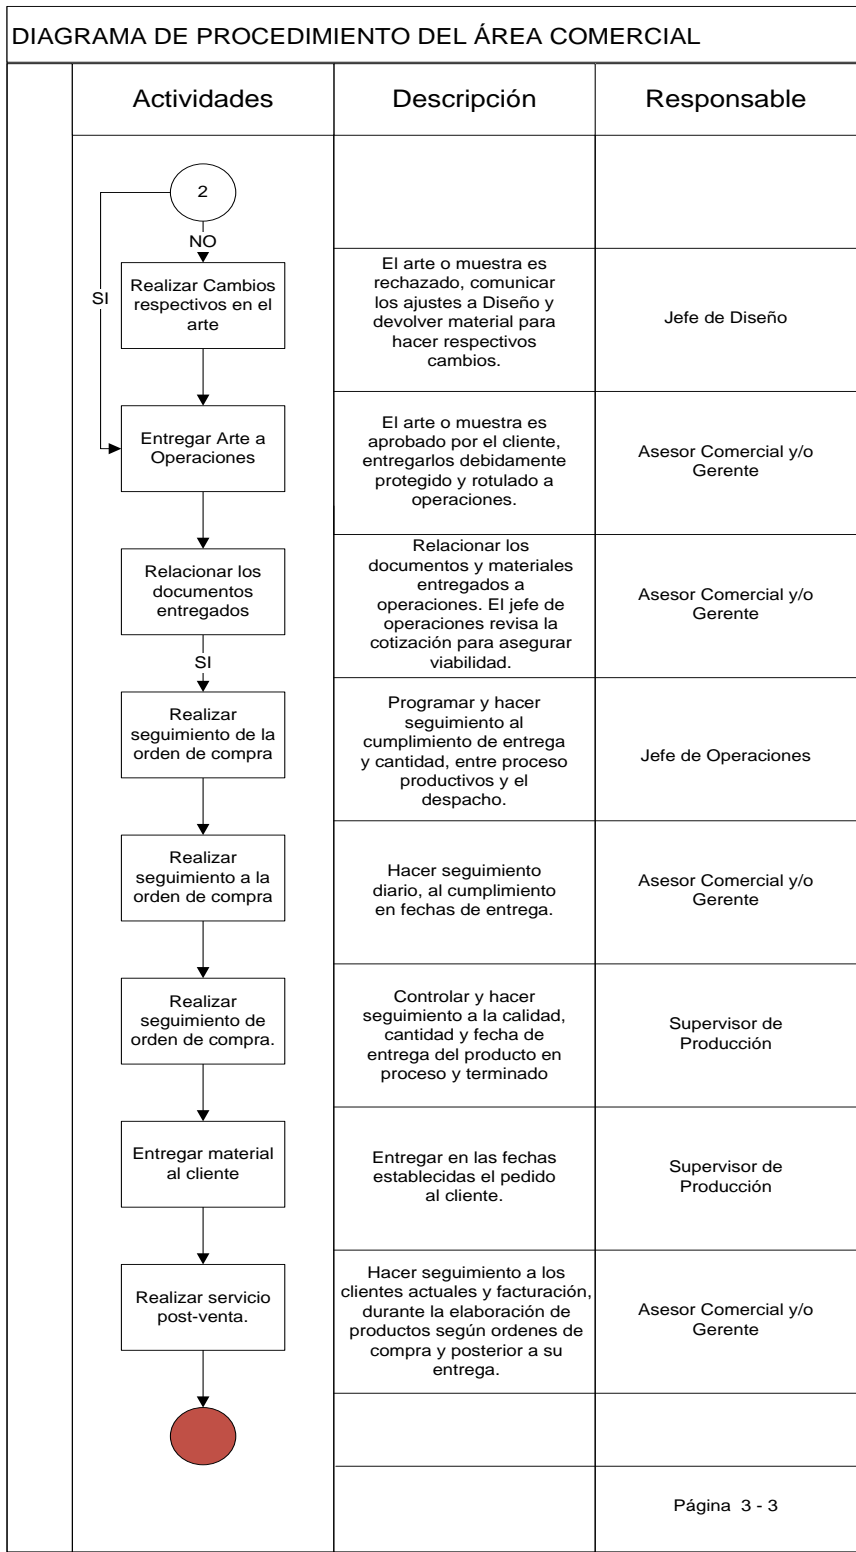 DIAGRAMA DE PROCEDIMIENTO DEL ÁREA COMERCIAL
Actividades
Descripción
Responsable
2
NO
SI
Realizar Cambios
respectivos en el
arte
El arte o muestra es
rechazado, comunicar
los ajustes a Diseño y
devolver material para
hacer respectivos
cambios.
Jefe de Diseño
Entregar Arte a
Operaciones
El arte o muestra es
aprobado por el cliente,
entregarlos debidamente
protegido y rotulado a
operaciones.
Asesor Comercial y/o
Gerente
Relacionar los
documentos
entregados
Relacionar los
documentos y materiales
entregados a
operaciones. El jefe de
operaciones revisa la
cotización para asegurar
viabilidad.
Asesor Comercial y/o
Gerente
SI
Realizar
seguimiento de la
orden de compra
Programar y hacer
seguimiento al
cumplimiento de entrega
y cantidad, entre proceso
productivos y el
despacho.
Jefe de Operaciones
Realizar
seguimiento a la
orden de compra
Hacer seguimiento
diario, al cumplimiento
en fechas de entrega.
Asesor Comercial y/o
Gerente
Realizar
seguimiento de
orden de compra.
Controlar y hacer
seguimiento a la calidad,
cantidad y fecha de
entrega del producto en
proceso y terminado
Supervisor de
Producción
Entregar material
al cliente
Entregar en las fechas
establecidas el pedido
al cliente.
Supervisor de
Producción
Realizar servicio
post-venta.
Hacer seguimiento a los
clientes actuales y facturación,
durante la elaboración de
productos según ordenes de
compra y posterior a su
entrega.
Asesor Comercial y/o
Gerente
Página 3 - 3